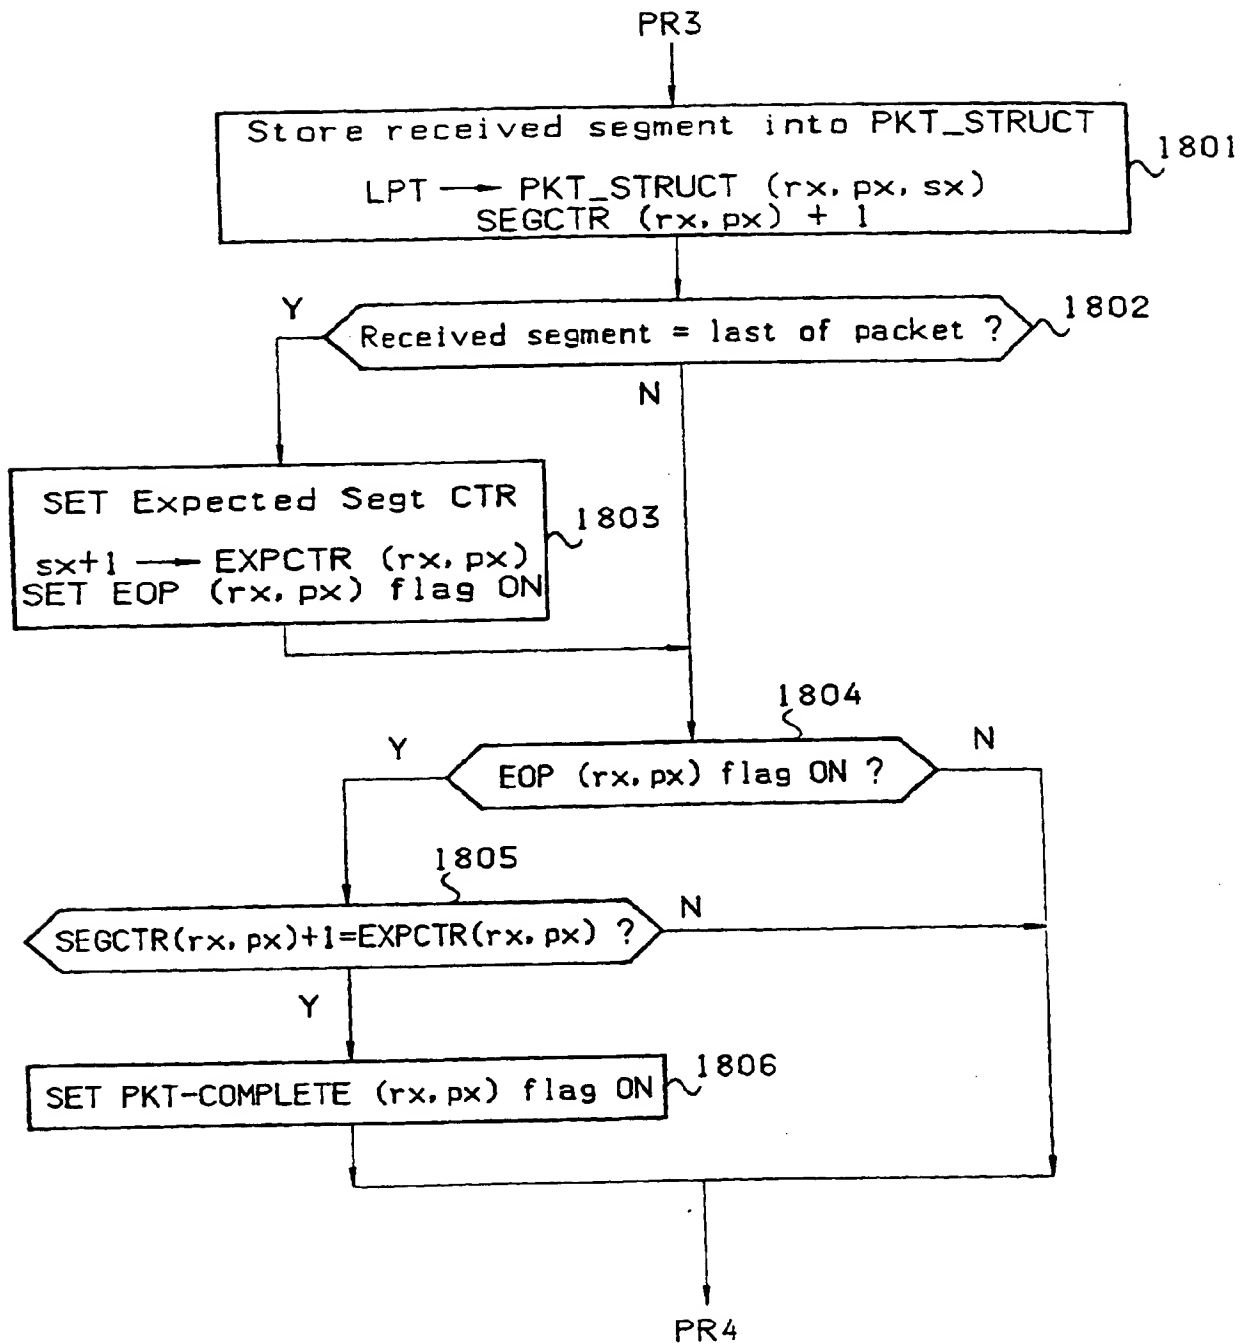 PR3
Store received segment into PKT_STRUCT
LPT → PKT_STRUCT (rx, px, sx)
SEGCTR (rx, px) + 1
1801
Y
Received segment = last of packet ?
1802
N
SET Expected Segt CTR
sx+1 → EXPCTR (rx, px)
SET EOP (rx, px) flag ON
1803
1804
Y
EOP (rx, px) flag ON ?
N
1805
SEGCTR(rx, px)+1=EXPCTR(rx, px) ?
N
Y
SET PKT-COMPLETE (rx, px) flag ON
1806
PR4